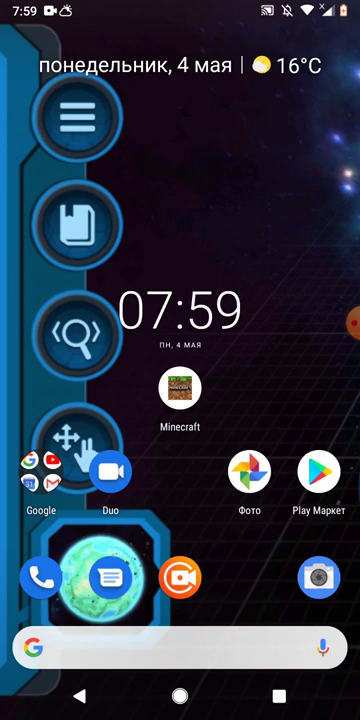 7:59
понедельник, 4 мая | 16°C
07:59
ПН, 4 МАЯ
Minecraft
Google
Duo
Фото
Play Маркет